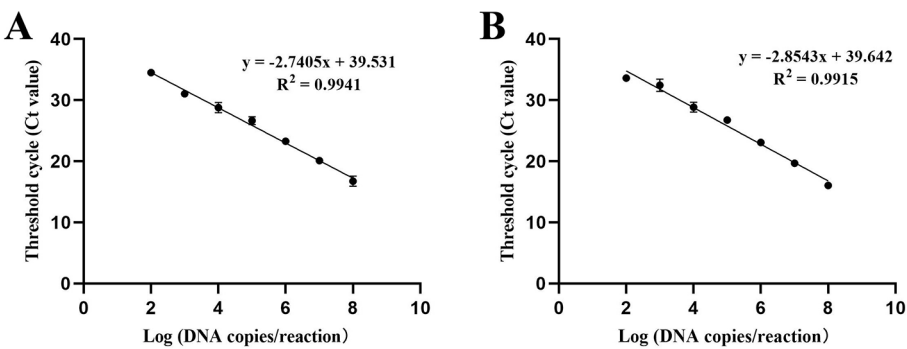 A
y = -2.7405x + 39.531
R² = 0.9941
Threshold cycle (Ct value)
40
30
20
10
0
0 2 4 6 8 10
Log (DNA copies/reaction）
B
y = -2.8543x + 39.642
R² = 0.9915
Threshold cycle (Ct value)
40
30
20
10
0
0 2 4 6 8 10
Log (DNA copies/reaction）